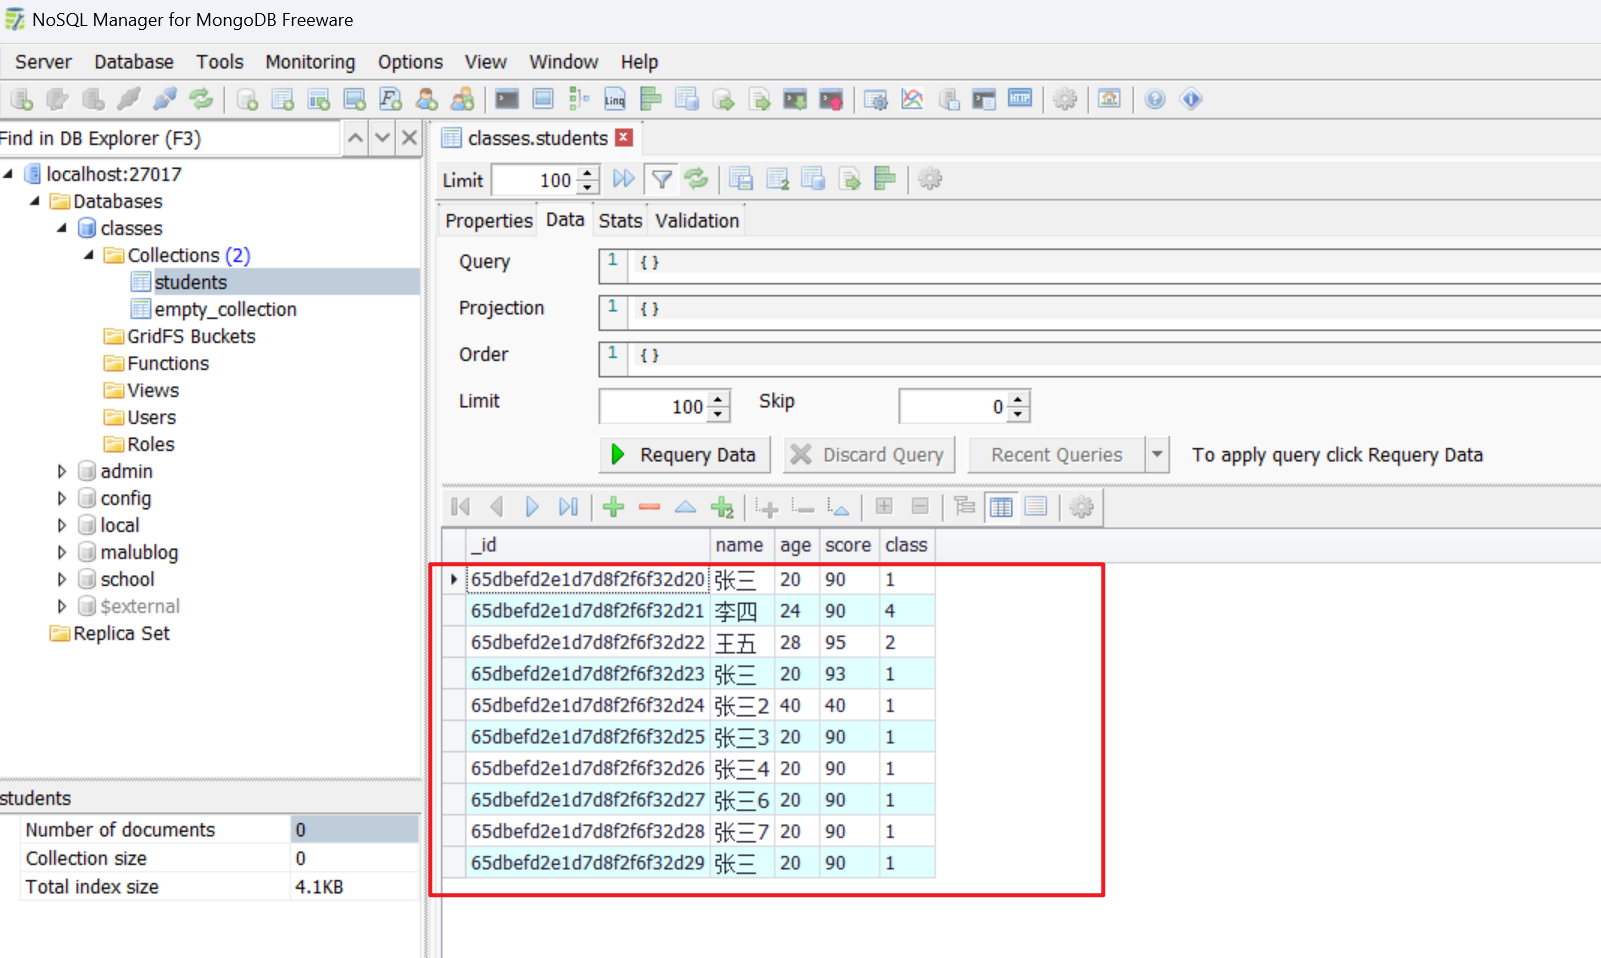 NoSQL Manager for MongoDB Freeware
Server Database Tools Monitoring Options View Window Help
Find in DB Explorer (F3)
localhost:27017
Databases
classes
Collections (2)
students
empty_collection
GridFS Buckets
Functions
Views
Users
Roles
admin
config
local
malublog
school
$external
Replica Set
students
Number of documents 0
Collection size 0
Total index size 4.1KB
classes.students
Limit 100
Properties Data Stats Validation
Query 1 {}
Projection 1 {}
Order 1 {}
Limit 100 Skip 0
Requery Data Discard Query Recent Queries To apply query click Requery Data
_id name age score class
65dbefd2e1d7d8f2f6f32d20 张三 20 90 1
65dbefd2e1d7d8f2f6f32d21 李四 24 90 4
65dbefd2e1d7d8f2f6f32d22 王五 28 95 2
65dbefd2e1d7d8f2f6f32d23 张三 20 93 1
65dbefd2e1d7d8f2f6f32d24 张三2 40 40 1
65dbefd2e1d7d8f2f6f32d25 张三3 20 90 1
65dbefd2e1d7d8f2f6f32d26 张三4 20 90 1
65dbefd2e1d7d8f2f6f32d27 张三6 20 90 1
65dbefd2e1d7d8f2f6f32d28 张三7 20 90 1
65dbefd2e1d7d8f2f6f32d29 张三 20 90 1